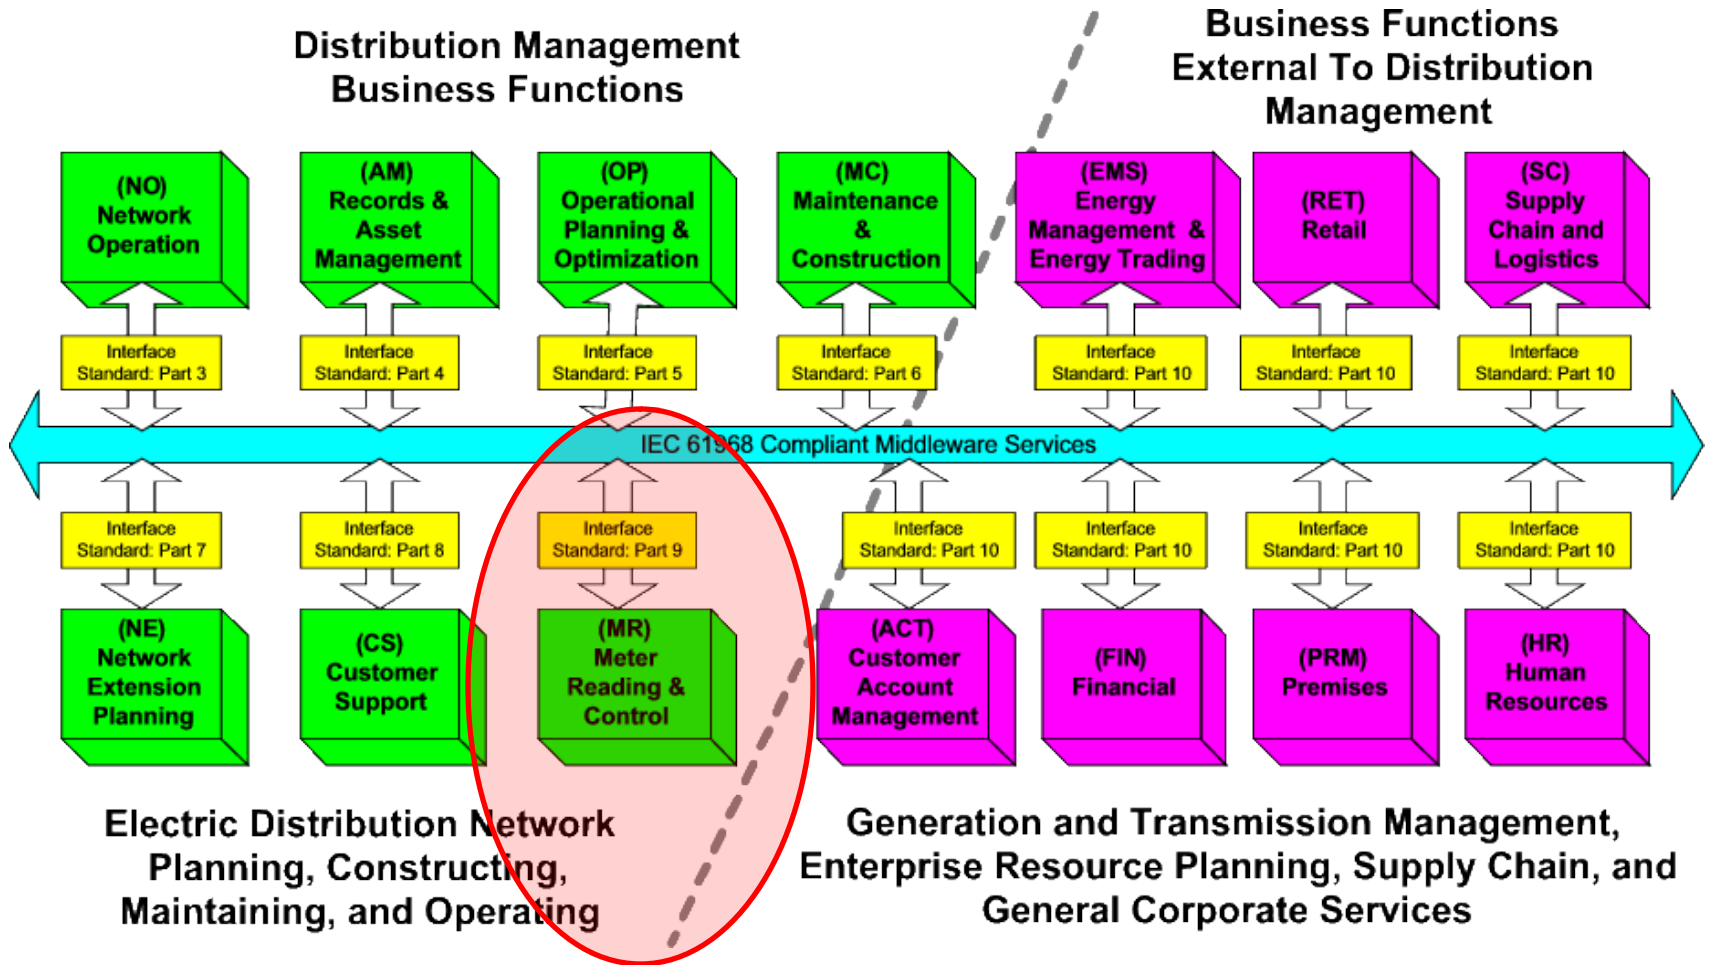 Distribution Management
Business Functions
Business Functions
External To Distribution
Management
(NO)
Network
Operation
(AM)
Records &
Asset
Management
(OP)
Operational
Planning &
Optimization
(MC)
Maintenance
&
Construction
(EMS)
Energy
Management &
Energy Trading
(RET)
Retail
(SC)
Supply
Chain and
Logistics
Interface
Standard: Part 3
Interface
Standard: Part 4
Interface
Standard: Part 5
Interface
Standard: Part 6
Interface
Standard: Part 10
Interface
Standard: Part 10
Interface
Standard: Part 10
IEC 61968 Compliant Middleware Services
Interface
Standard: Part 7
Interface
Standard: Part 8
Interface
Standard: Part 9
Interface
Standard: Part 10
Interface
Standard: Part 10
Interface
Standard: Part 10
Interface
Standard: Part 10
(NE)
Network
Extension
Planning
(CS)
Customer
Support
(MR)
Meter
Reading &
Control
(ACT)
Customer
Account
Management
(FIN)
Financial
(PRM)
Premises
(HR)
Human
Resources
Electric Distribution Network
Planning, Constructing,
Maintaining, and Operating
Generation and Transmission Management,
Enterprise Resource Planning, Supply Chain, and
General Corporate Services